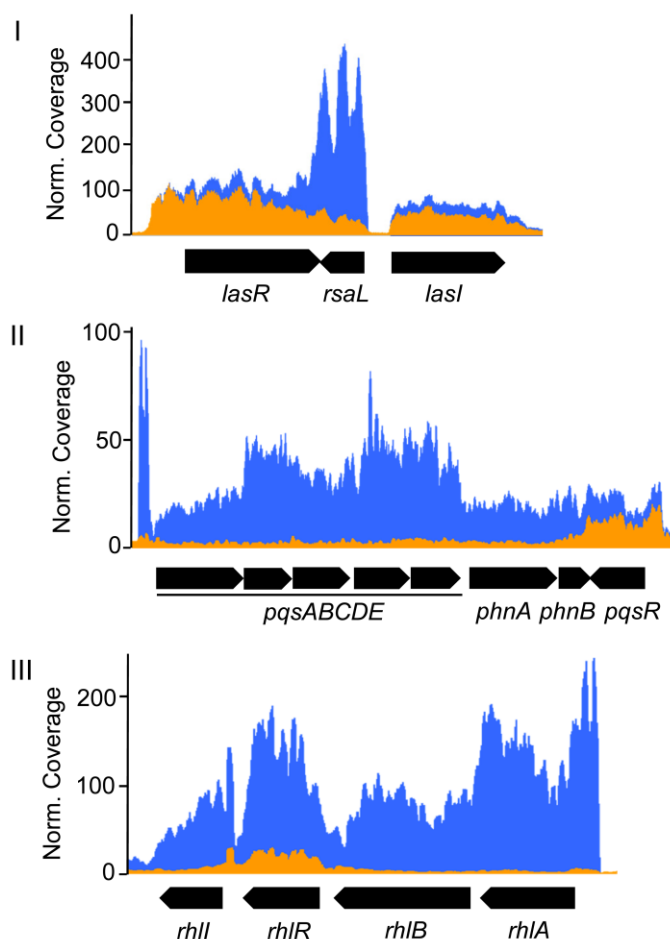 I
Norm. Coverage
400
300
200
100
0
lasR rsaL lasI
II
Norm. Coverage
100
50
0
pqsABCDE phnA phnB pqsR
III
Norm. Coverage
200
100
0
rhlI rhlR rhlB rhlA